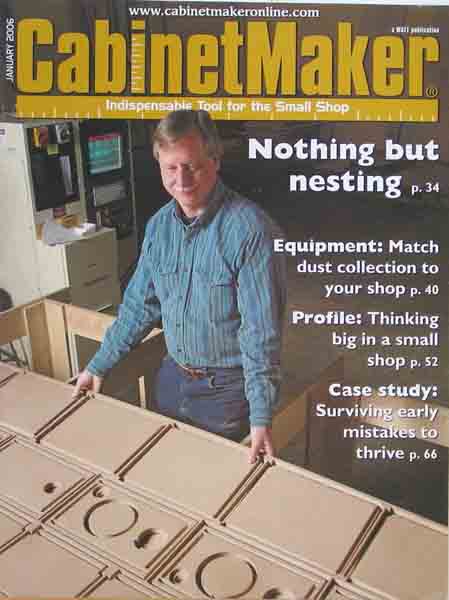 www.cabinetmakeronline.com
JANUARY 2006
a WATT publication
CabinetMaker®
Indispensable Tool for the Small Shop
Nothing but
nesting p. 34
Equipment: Match
dust collection to
your shop p. 40
Profile: Thinking
big in a small
shop p. 52
Case study:
Surviving early
mistakes to
thrive p. 66